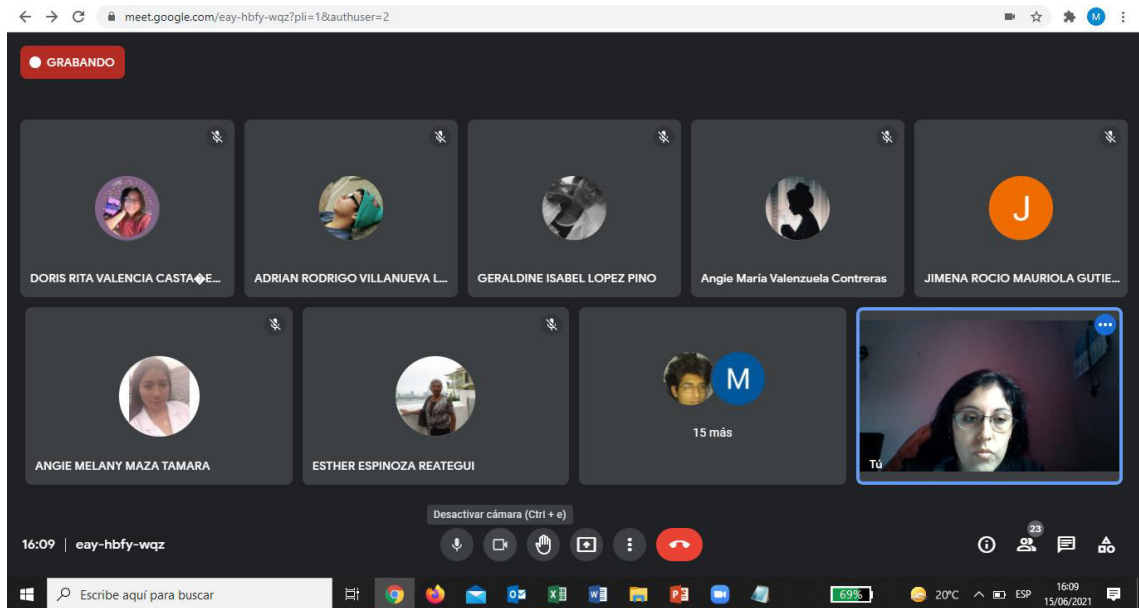 meet.google.com/eay-hbfy-wqz?pli=1&authuser=2
M
GRABANDO
J
DORIS RITA VALENCIA CASTA�E...
ADRIAN RODRIGO VILLANUEVA L...
GERALDINE ISABEL LOPEZ PINO
Angie María Valenzuela Contreras
JIMENA ROCIO MAURIOLA GUTIE...
M
15 más
Tú
ANGIE MELANY MAZA TAMARA
ESTHER ESPINOZA REATEGUI
Desactivar cámara (Ctrl + e)
16:09 | eay-hbfy-wqz
23
Escribe aquí para buscar
69%
20°C
ESP
16:09
15/06/2021